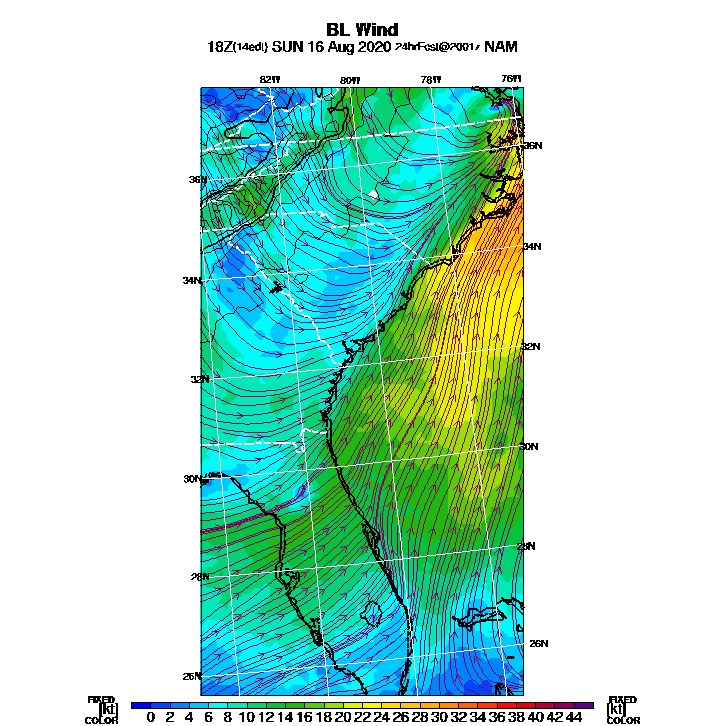 BL Wind
18Z(14edt) SUN 16 Aug 2020 24hrFcst@2001z NAM
82W 80W 78W 76W
36N
36N
34N
34N
32N
32N
30N
30N
28N
28N
26N
26N
FIXED FIXED
[kt] 0 2 4 6 8 10 12 14 16 18 20 22 24 26 28 30 32 34 36 38 40 42 44 [kt]
COLOR COLOR